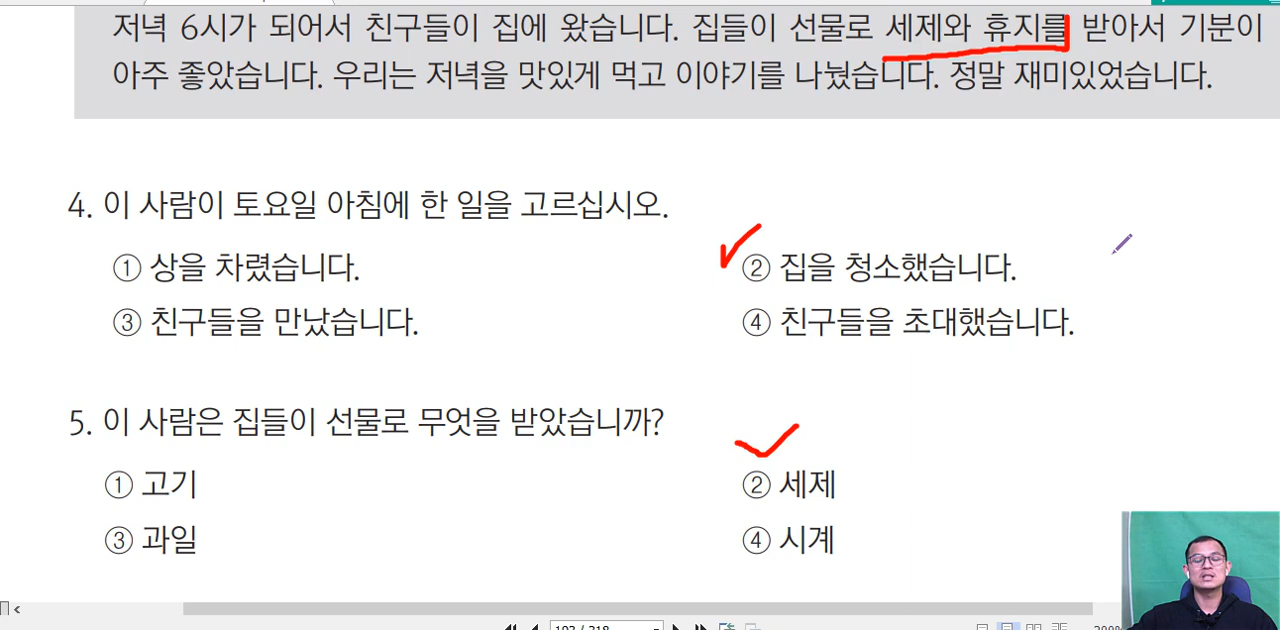 저녁 6시가 되어서 친구들이 집에 왔습니다. 집들이 선물로 세제와 휴지를 받아서 기분이
아주 좋았습니다. 우리는 저녁을 맛있게 먹고 이야기를 나눴습니다. 정말 재미있었습니다.
4. 이 사람이 토요일 아침에 한 일을 고르십시오.
① 상을 차렸습니다. ② 집을 청소했습니다.
③ 친구들을 만났습니다. ④ 친구들을 초대했습니다.
5. 이 사람은 집들이 선물로 무엇을 받았습니까?
① 고기 ② 세제
③ 과일 ④ 시계